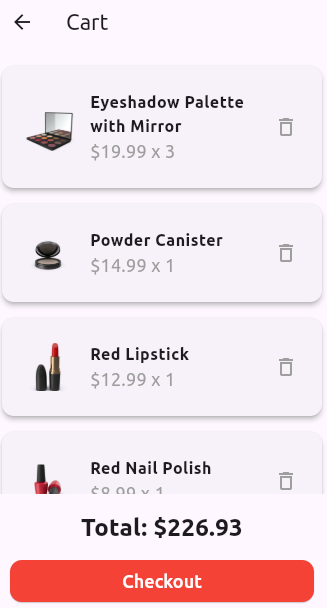 Cart
Eyeshadow Palette
with Mirror
$19.99 x 3
Powder Canister
$14.99 x 1
Red Lipstick
$12.99 x 1
Red Nail Polish
$8.99 x 1
Total: $226.93
Checkout